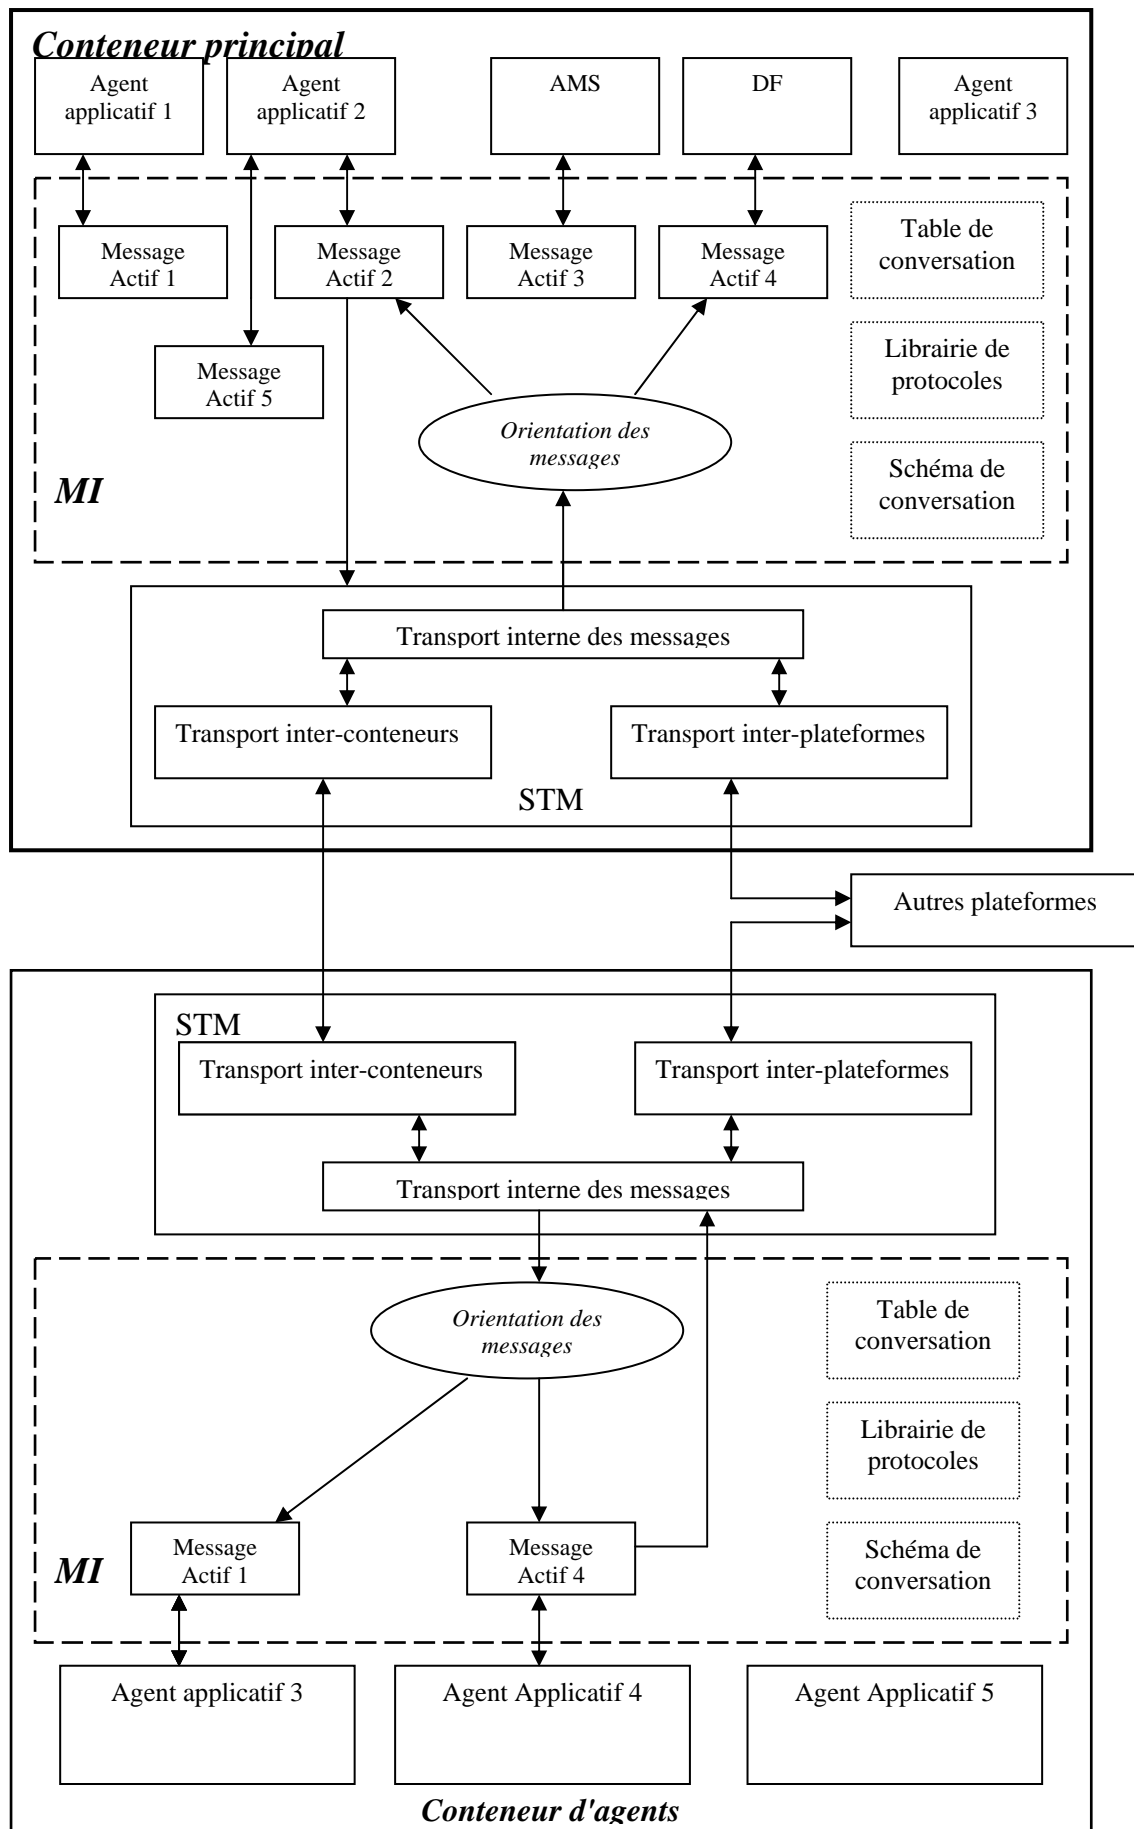 Conteneur principal
Agent
applicatif 1
Agent
applicatif 2
AMS
DF
Agent
applicatif 3
Message
Actif 1
Message
Actif 2
Message
Actif 3
Message
Actif 4
Table de
conversation
Message
Actif 5
Librairie de
protocoles
Orientation des
messages
Schéma de
conversation
MI
Transport interne des messages
Transport inter-conteneurs
Transport inter-plateformes
STM
Autres plateformes
STM
Transport inter-conteneurs
Transport inter-plateformes
Transport interne des messages
Orientation des
messages
Table de
conversation
Librairie de
protocoles
Message
Actif 1
Message
Actif 4
Schéma de
conversation
MI
Agent applicatif 3
Agent Applicatif 4
Agent Applicatif 5
Conteneur d'agents